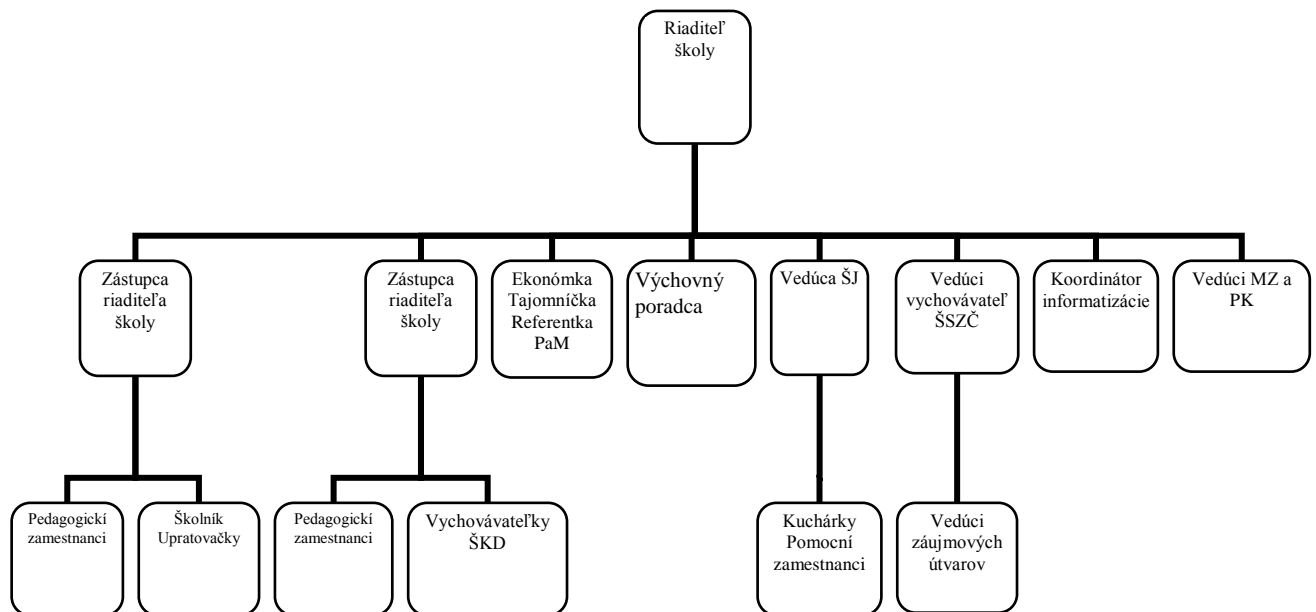 Riaditeľ
školy
Zástupca
riaditeľa
školy
Zástupca
riaditeľa
školy
Ekonómka
Tajomníčka
Referentka
PaM
Výchovný
poradca
Vedúca ŠJ
Vedúci
vychovávateľ
ŠSZČ
Koordinátor
informatizácie
Vedúci MZ a
PK
Pedagogickí
zamestnanci
Školník
Upratovačky
Pedagogickí
zamestnanci
Vychovávateľky
ŠKD
Kuchárky
Pomocní
zamestnanci
Vedúci
záujmových
útvarov